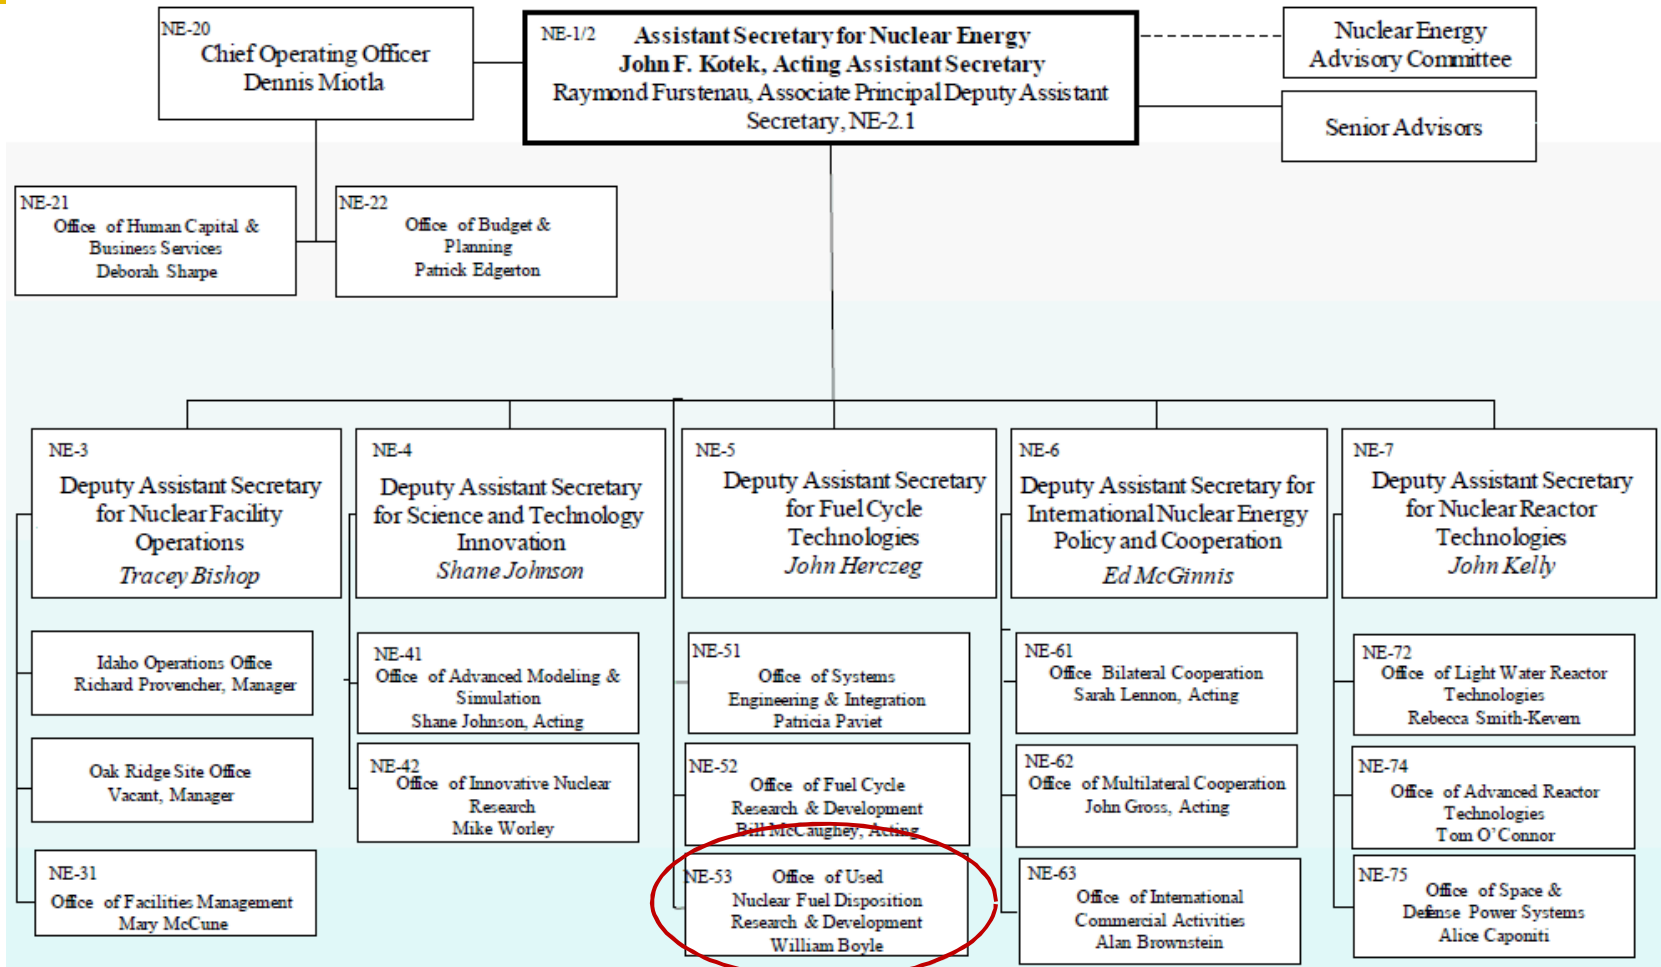 NE-20
Chief Operating Officer
Dennis Miotla
NE-1/2 Assistant Secretary for Nuclear Energy
John F. Kotek, Acting Assistant Secretary
Raymond Furstenau, Associate Principal Deputy Assistant
Secretary, NE-2.1
Nuclear Energy
Advisory Committee
Senior Advisors
NE-21
Office of Human Capital &
Business Services
Deborah Sharpe
NE-22
Office of Budget &
Planning
Patrick Edgerton
NE-3
Deputy Assistant Secretary
for Nuclear Facility
Operations
Tracey Bishop
NE-4
Deputy Assistant Secretary
for Science and Technology
Innovation
Shane Johnson
NE-5
Deputy Assistant Secretary
for Fuel Cycle
Technologies
John Herczeg
NE-6
Deputy Assistant Secretary for
International Nuclear Energy
Policy and Cooperation
Ed McGinnis
NE-7
Deputy Assistant Secretary
for Nuclear Reactor
Technologies
John Kelly
Idaho Operations Office
Richard Provencher, Manager
Oak Ridge Site Office
Vacant, Manager
NE-31
Office of Facilities Management
Mary McCune
NE-41
Office of Advanced Modeling &
Simulation
Shane Johnson, Acting
NE-42
Office of Innovative Nuclear
Research
Mike Worley
NE-51
Office of Systems
Engineering & Integration
Patricia Paviet
NE-52
Office of Fuel Cycle
Research & Development
Bill McCaughey, Acting
NE-53 Office of Used
Nuclear Fuel Disposition
Research & Development
William Boyle
NE-61
Office Bilateral Cooperation
Sarah Lennon, Acting
NE-62
Office of Multilateral Cooperation
John Gross, Acting
NE-63
Office of International
Commercial Activities
Alan Brownstein
NE-72
Office of Light Water Reactor
Technologies
Rebecca Smith-Kevern
NE-74
Office of Advanced Reactor
Technologies
Tom O'Connor
NE-75
Office of Space &
Defense Power Systems
Alice Caponiti